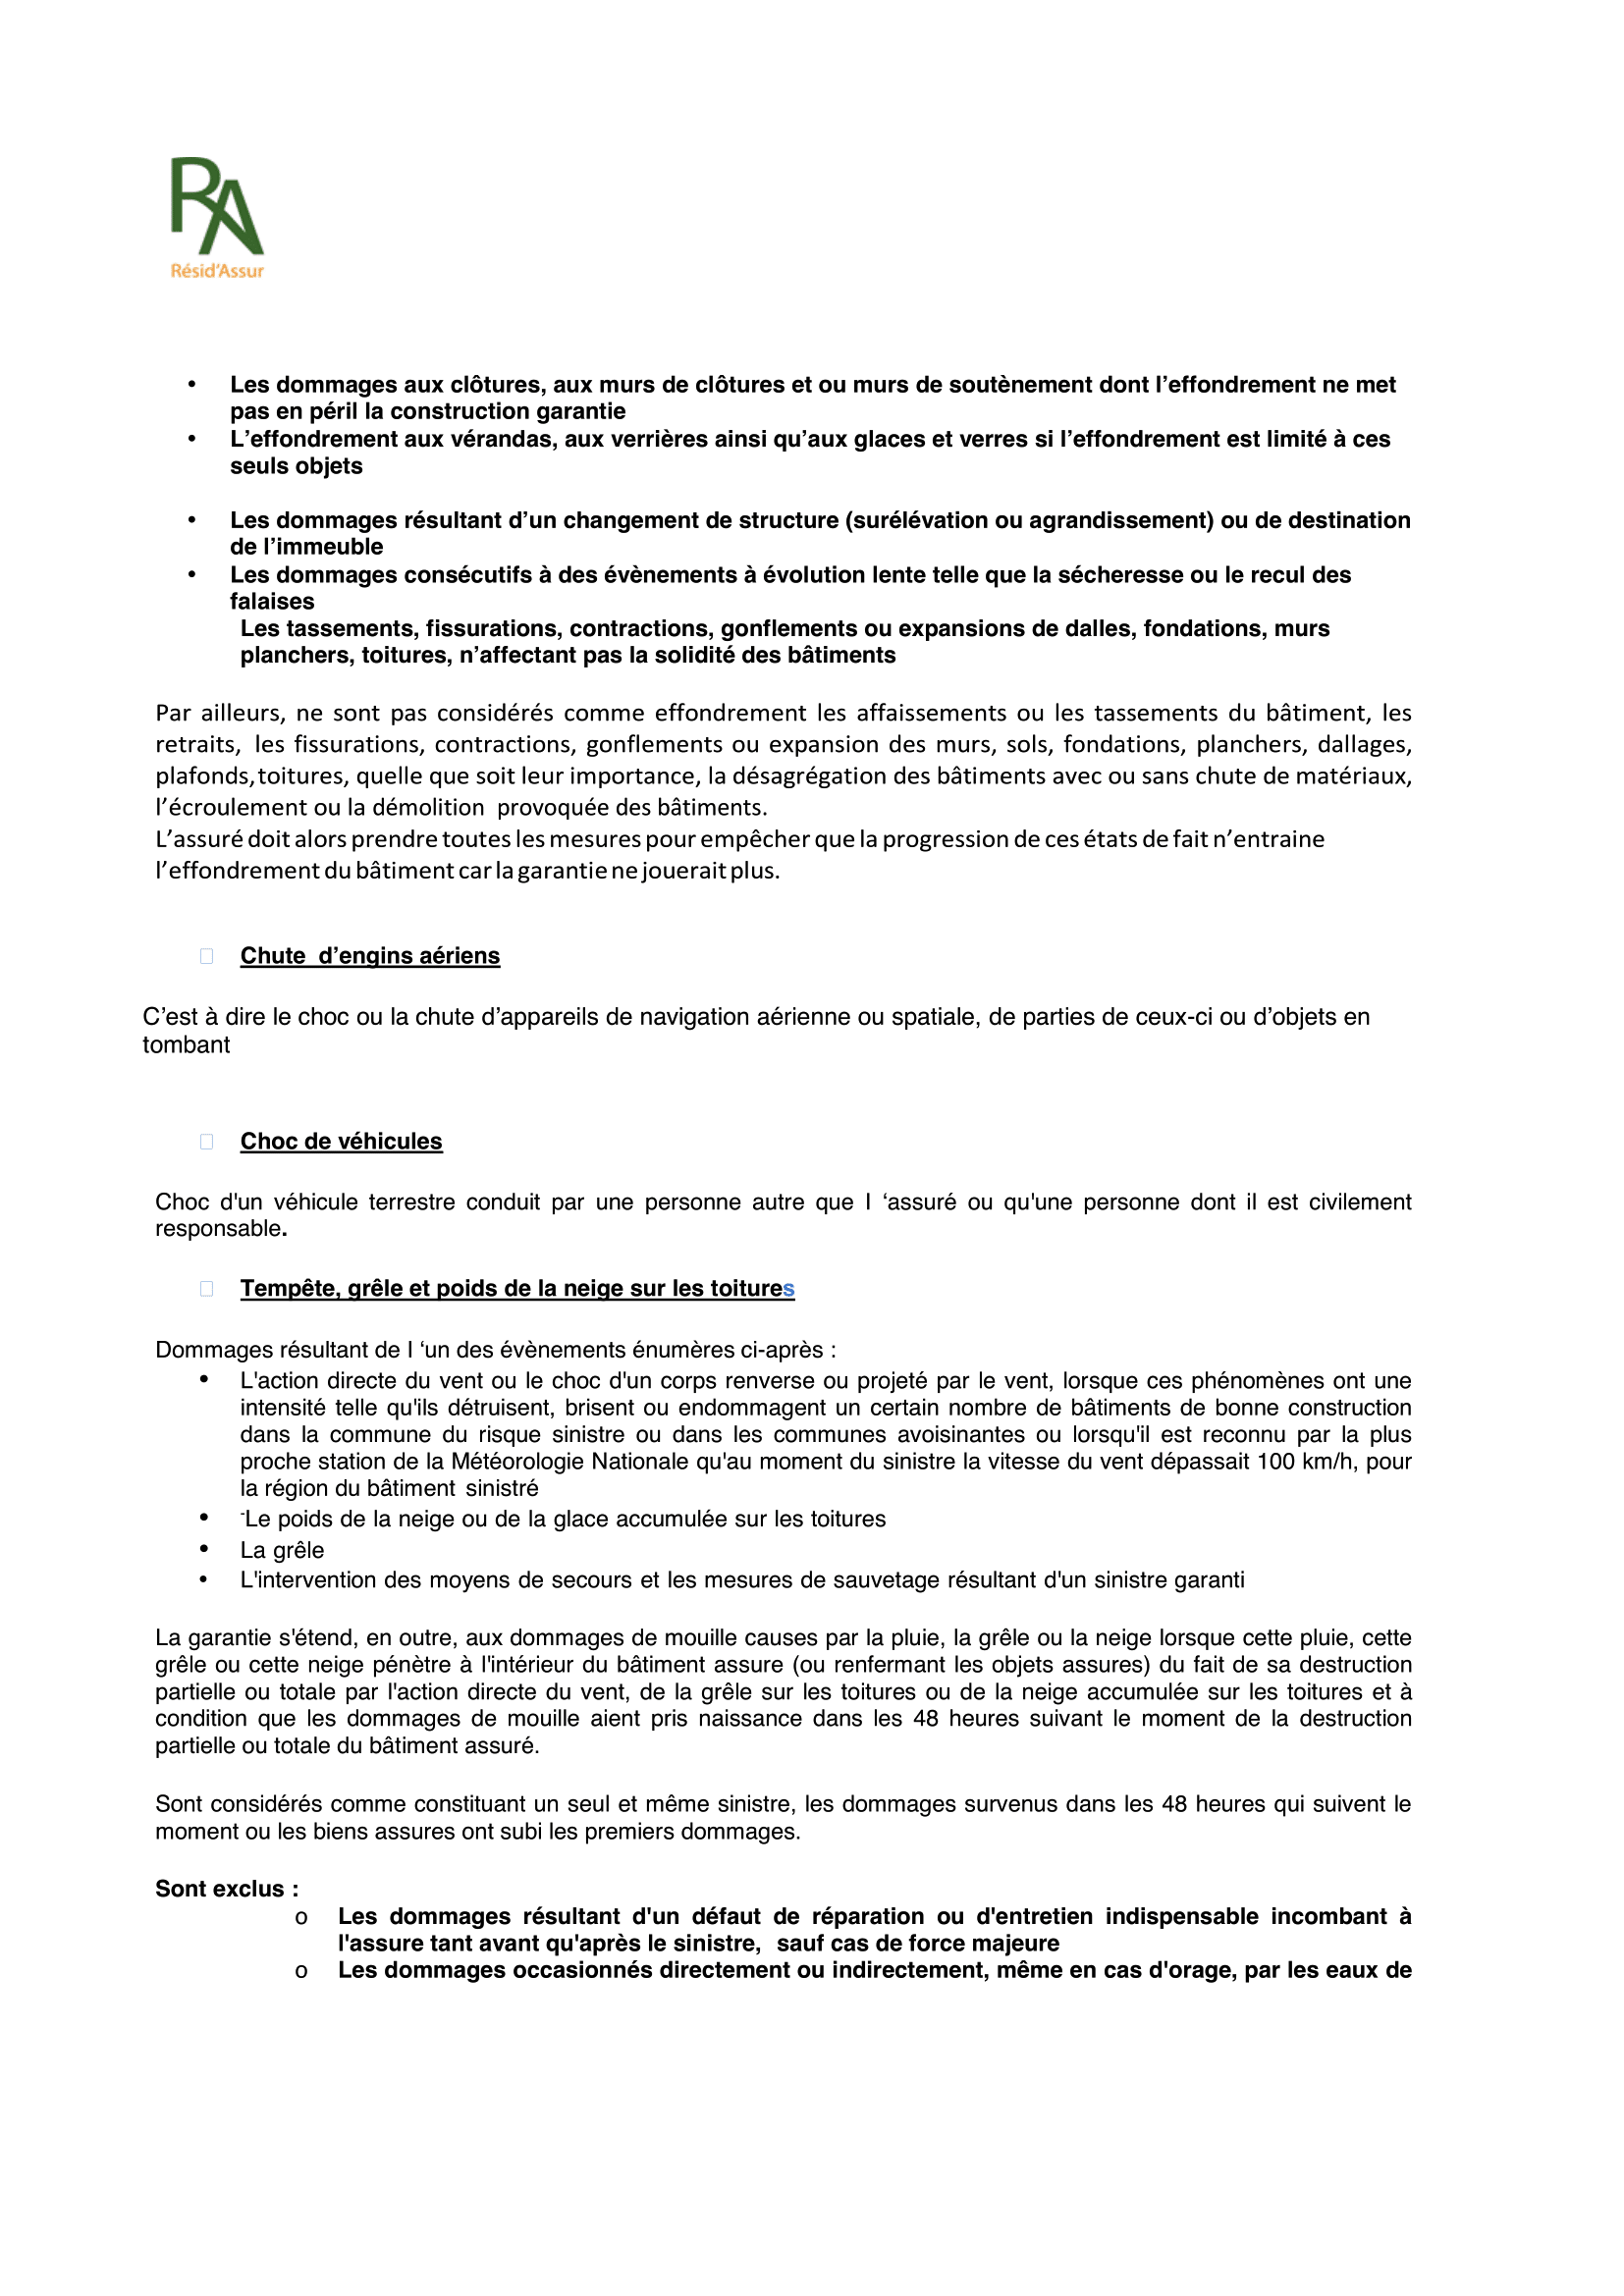 RA
Résid'Assur
• Les dommages aux clôtures, aux murs de clôtures et ou murs de soutènement dont l’effondrement ne met
pas en péril la construction garantie
• L’effondrement aux vérandas, aux verrières ainsi qu’aux glaces et verres si l’effondrement est limité à ces
seuls objets
• Les dommages résultant d’un changement de structure (surélévation ou agrandissement) ou de destination
de l’immeuble
• Les dommages consécutifs à des évènements à évolution lente telle que la sécheresse ou le recul des
falaises
Les tassements, fissurations, contractions, gonflements ou expansions de dalles, fondations, murs
planchers, toitures, n’affectant pas la solidité des bâtiments
Par ailleurs, ne sont pas considérés comme effondrement les affaissements ou les tassements du bâtiment, les
retraits, les fissurations, contractions, gonflements ou expansion des murs, sols, fondations, planchers, dallages,
plafonds, toitures, quelle que soit leur importance, la désagrégation des bâtiments avec ou sans chute de matériaux,
l’écroulement ou la démolition provoquée des bâtiments.
L’assuré doit alors prendre toutes les mesures pour empêcher que la progression de ces états de fait n’entraine
l’effondrement du bâtiment car la garantie ne jouerait plus.
Chute d’engins aériens
C’est à dire le choc ou la chute d’appareils de navigation aérienne ou spatiale, de parties de ceux-ci ou d’objets en
tombant
Choc de véhicules
Choc d'un véhicule terrestre conduit par une personne autre que l ‘assuré ou qu'une personne dont il est civilement
responsable.
Tempête, grêle et poids de la neige sur les toitures
Dommages résultant de l ‘un des évènements énumères ci-après :
• L'action directe du vent ou le choc d'un corps renverse ou projeté par le vent, lorsque ces phénomènes ont une
intensité telle qu'ils détruisent, brisent ou endommagent un certain nombre de bâtiments de bonne construction
dans la commune du risque sinistre ou dans les communes avoisinantes ou lorsqu'il est reconnu par la plus
proche station de la Météorologie Nationale qu'au moment du sinistre la vitesse du vent dépassait 100 km/h, pour
la région du bâtiment sinistré
• -Le poids de la neige ou de la glace accumulée sur les toitures
• La grêle
• L'intervention des moyens de secours et les mesures de sauvetage résultant d'un sinistre garanti
La garantie s'étend, en outre, aux dommages de mouille causes par la pluie, la grêle ou la neige lorsque cette pluie, cette
grêle ou cette neige pénètre à l'intérieur du bâtiment assure (ou renfermant les objets assures) du fait de sa destruction
partielle ou totale par l'action directe du vent, de la grêle sur les toitures ou de la neige accumulée sur les toitures et à
condition que les dommages de mouille aient pris naissance dans les 48 heures suivant le moment de la destruction
partielle ou totale du bâtiment assuré.
Sont considérés comme constituant un seul et même sinistre, les dommages survenus dans les 48 heures qui suivent le
moment ou les biens assures ont subi les premiers dommages.
Sont exclus :
o Les dommages résultant d'un défaut de réparation ou d'entretien indispensable incombant à
l'assure tant avant qu'après le sinistre, sauf cas de force majeure
o Les dommages occasionnés directement ou indirectement, même en cas d'orage, par les eaux de